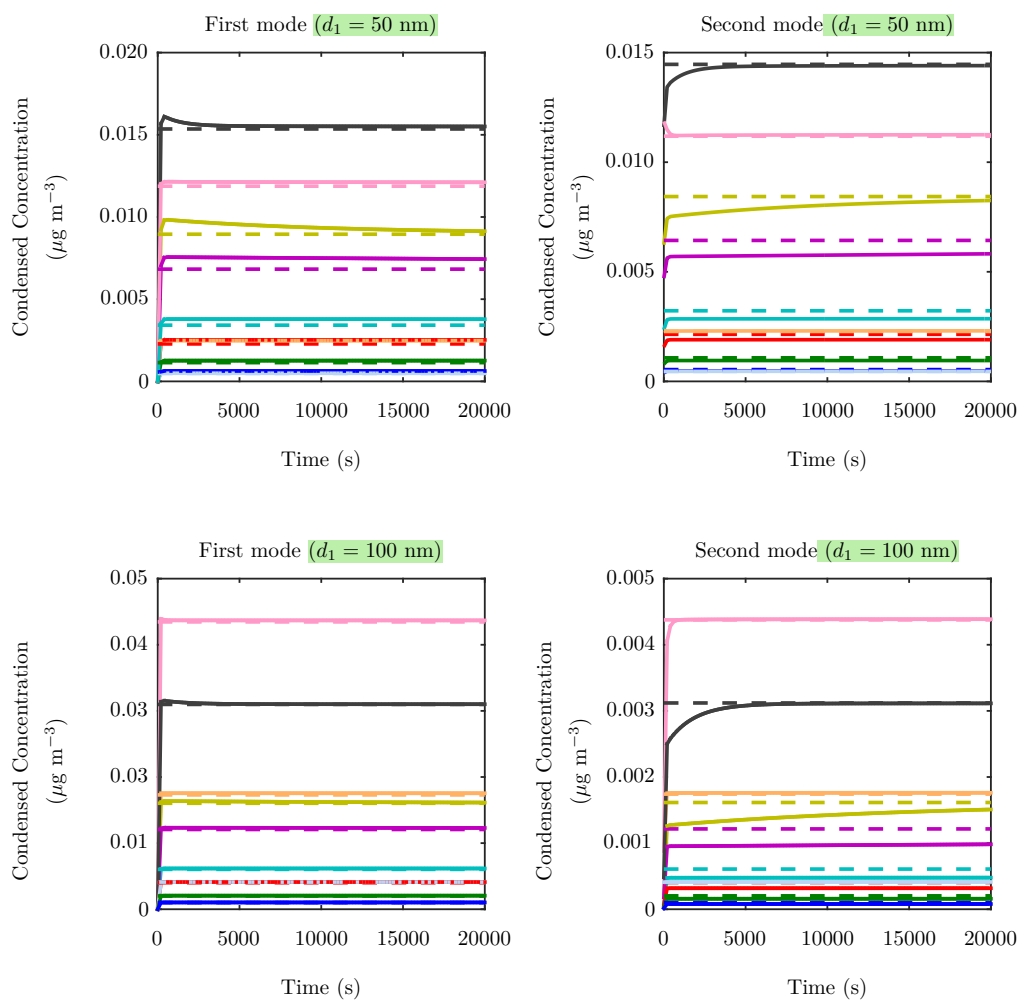 First mode (d₁ = 50 nm)
0.020
0.015
0.010
0.005
0
Condensed Concentration
(μg m⁻³)
0 5000 10000 15000 20000
Time (s)
Second mode (d₁ = 50 nm)
0.015
0.010
0.005
0
Condensed Concentration
(μg m⁻³)
0 5000 10000 15000 20000
Time (s)
First mode (d₁ = 100 nm)
0.05
0.04
0.03
0.03
0.01
0
Condensed Concentration
(μg m⁻³)
0 5000 10000 15000 20000
Time (s)
Second mode (d₁ = 100 nm)
0.005
0.004
0.003
0.002
0.001
0
Condensed Concentration
(μg m⁻³)
0 5000 10000 15000 20000
Time (s)